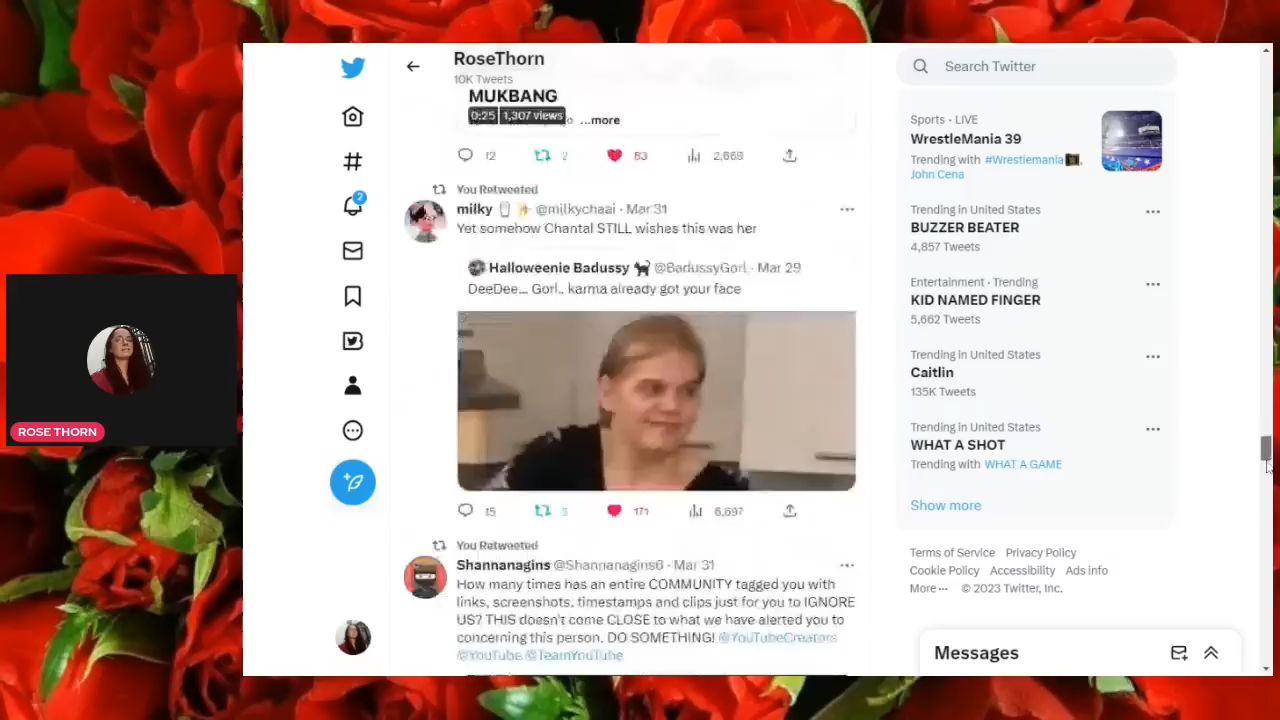 RoseThorn
10K Tweets
MUKBANG
0:25 1,307 views
...more
12 2 83 2,669
You Retweeted
milky @milkychaai · Mar 31
Yet somehow Chantal STILL wishes this was her
Halloweenie Badussy @BadussyGorl · Mar 29
DeeDee... Gorl.. karma already got your face
15 171 6,697
You Retweeted
Shannanagins @Shannanagins6 · Mar 31
How many times has an entire COMMUNITY tagged you with
links, screenshots, timestamps and clips just for you to IGNORE
US? THIS doesn't come CLOSE to what we have alerted you to
concerning this person. DO SOMETHING! @YouTubeCreators
@YouTube @TeamYouTube
2
Search Twitter
Sports · LIVE
WrestleMania 39
Trending with #Wrestlemania,
John Cena
Trending in United States
BUZZER BEATER
4,857 Tweets
Entertainment · Trending
KID NAMED FINGER
5,662 Tweets
Trending in United States
Caitlin
135K Tweets
Trending in United States
WHAT A SHOT
Trending with WHAT A GAME
Show more
Terms of Service Privacy Policy
Cookie Policy Accessibility Ads info
More ··· © 2023 Twitter, Inc.
Messages
ROSE THORN